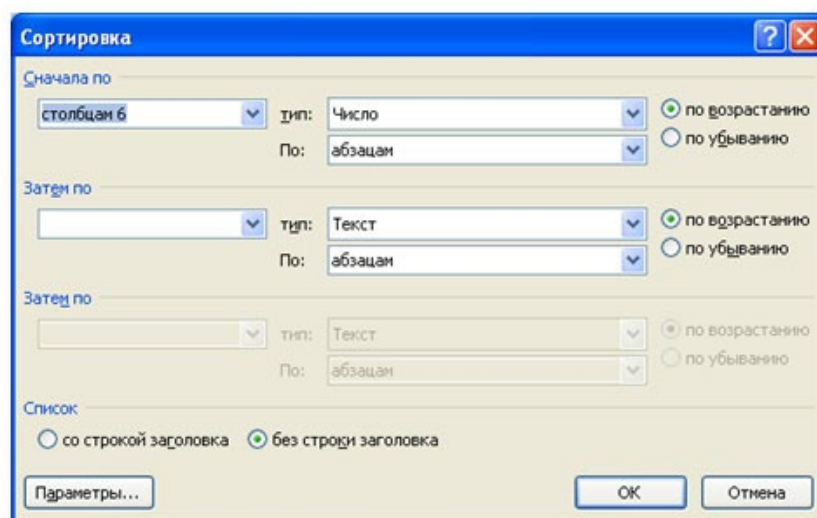 Сортировка
Сначала по
столбцам 6 тип: Число по возрастанию
По: абзацам по убыванию
Затем по
тип: Текст по возрастанию
По: абзацам по убыванию
Затем по
тип: Текст по возрастанию
По: абзацам по убыванию
Список
со строкой заголовка без строки заголовка
Параметры... ОК Отмена